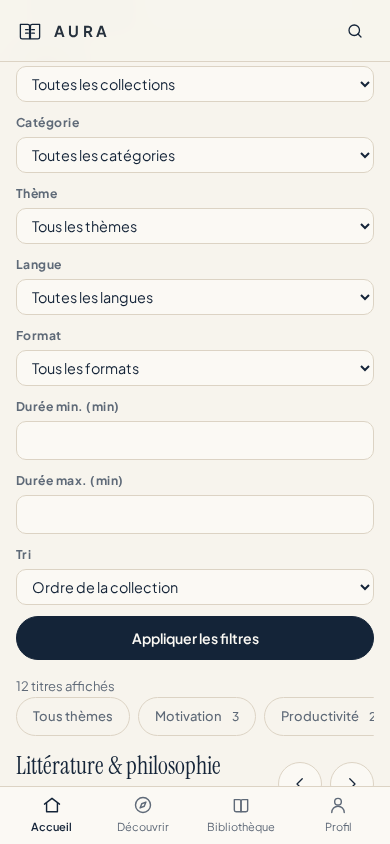 AURA
Toutes les collections
Catégorie
Toutes les catégories
Thème
Tous les thèmes
Langue
Toutes les langues
Format
Tous les formats
Durée min. (min)
Durée max. (min)
Tri
Ordre de la collection
Appliquer les filtres
12 titres affichés
Tous thèmes Motivation 3 Productivité 2
Littérature & philosophie
Accueil Découvrir Bibliothèque Profil